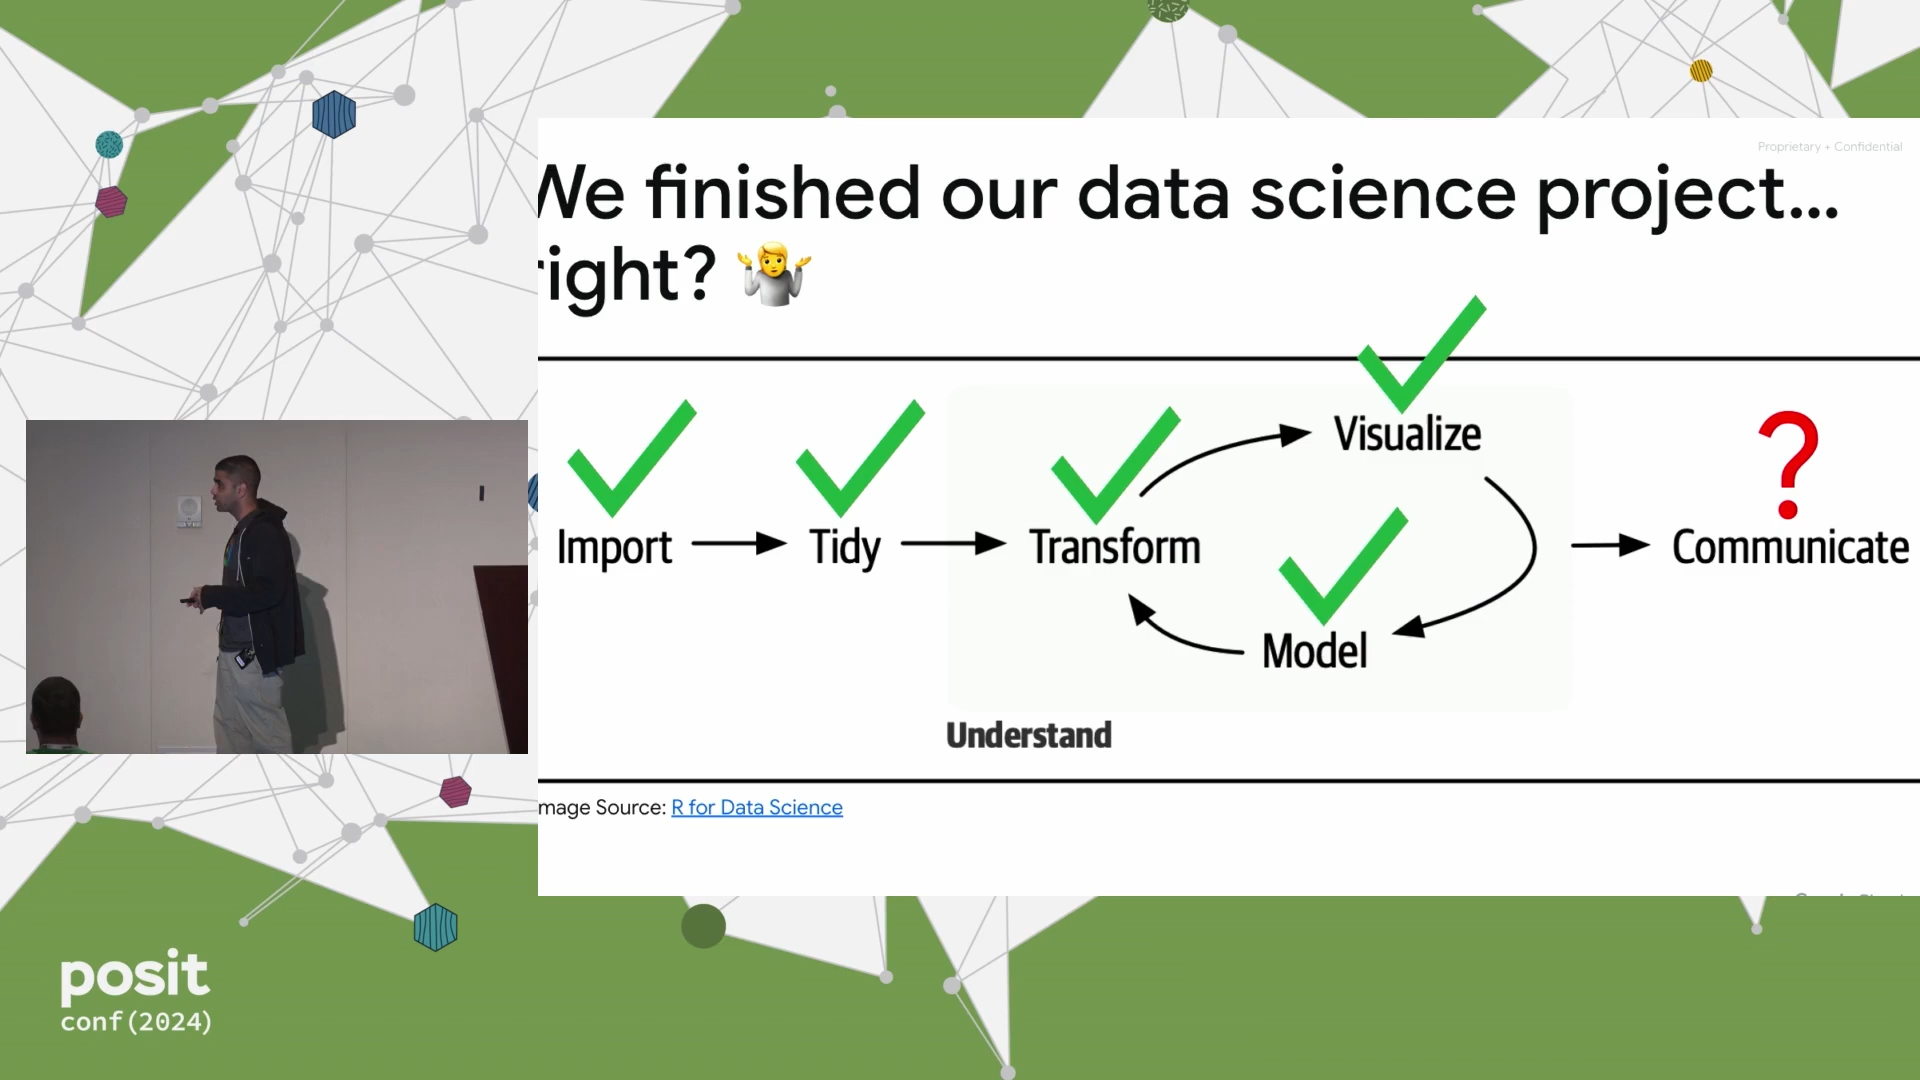 Proprietary + Confidential
We finished our data science project...
right?
Visualize
Import
Tidy
Transform
Communicate
Model
Understand
mage Source: R for Data Science
posit
conf(2024)